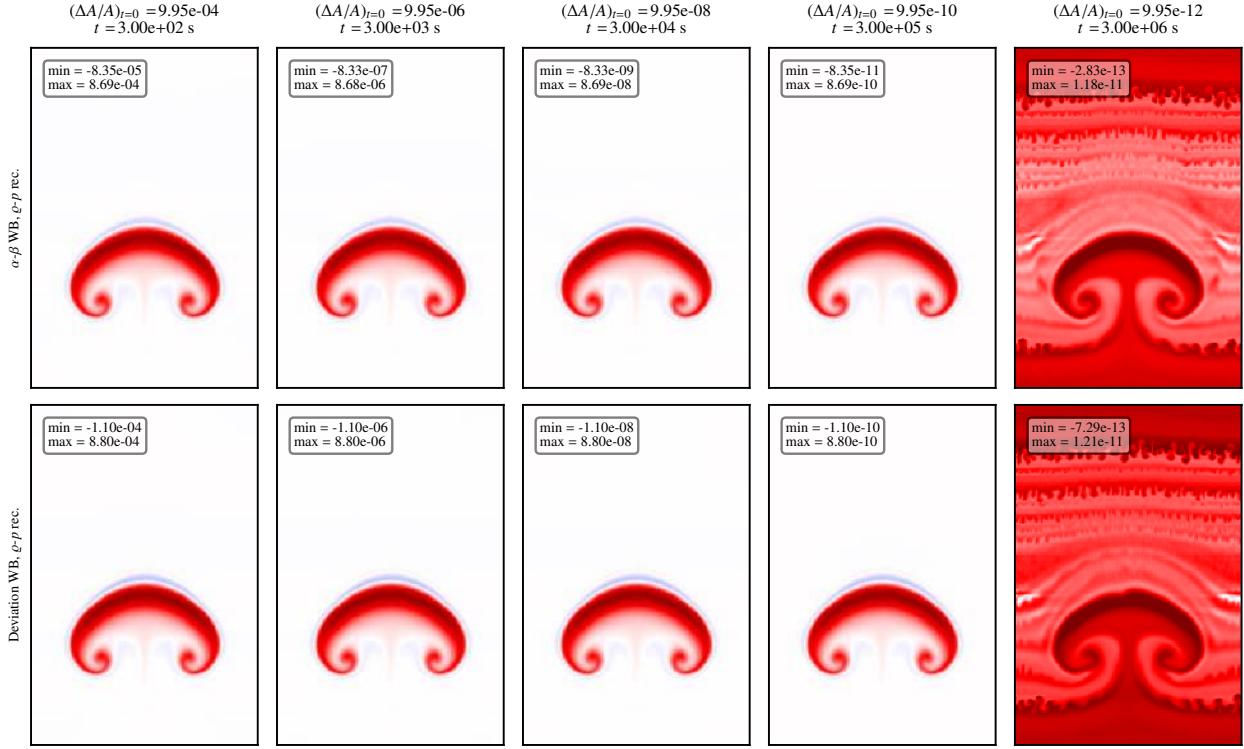 (ΔA/A)t=0 = 9.95e-04
t = 3.00e+02 s
(ΔA/A)t=0 = 9.95e-06
t = 3.00e+03 s
(ΔA/A)t=0 = 9.95e-08
t = 3.00e+04 s
(ΔA/A)t=0 = 9.95e-10
t = 3.00e+05 s
(ΔA/A)t=0 = 9.95e-12
t = 3.00e+06 s
α-β WB, ϱ-p rec.
min = -8.35e-05
max = 8.69e-04
min = -8.33e-07
max = 8.68e-06
min = -8.33e-09
max = 8.69e-08
min = -8.35e-11
max = 8.69e-10
min = -2.83e-13
max = 1.18e-11
Deviation WB, ϱ-p rec.
min = -1.10e-04
max = 8.80e-04
min = -1.10e-06
max = 8.80e-06
min = -1.10e-08
max = 8.80e-08
min = -1.10e-10
max = 8.80e-10
min = -7.29e-13
max = 1.21e-11